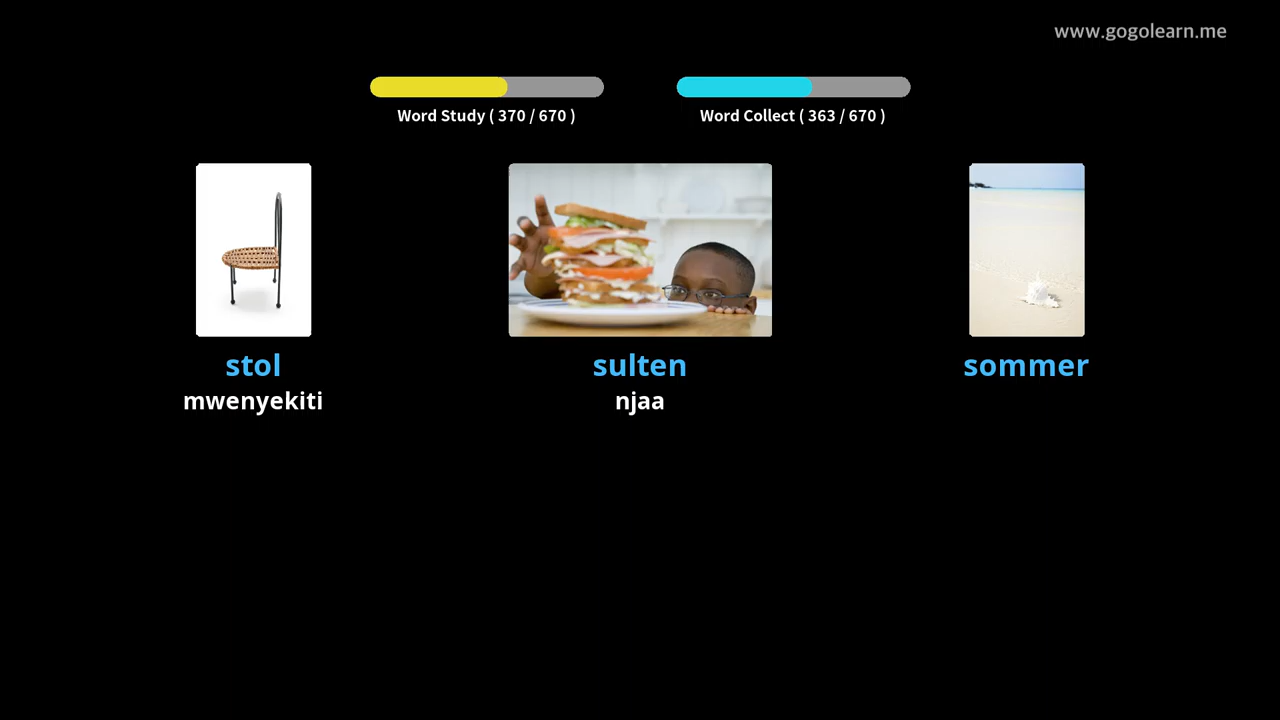 www.gogolearn.me
Word Study ( 370 / 670 )
Word Collect ( 363 / 670 )
stol
sulten
sommer
mwenyekiti
njaa